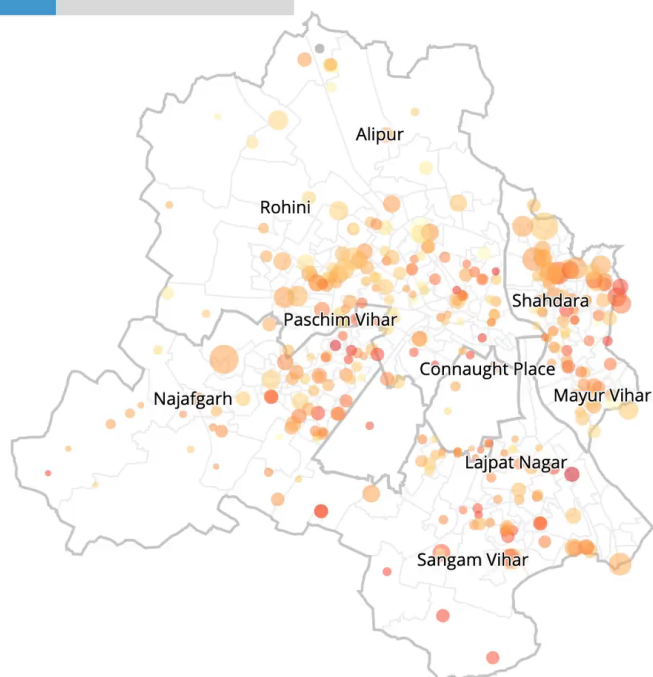 Alipur
Rohini
Shahdara
Paschim Vihar
Connaught Place
Najafgarh
Mayur Vihar
Lajpat Nagar
Sangam Vihar